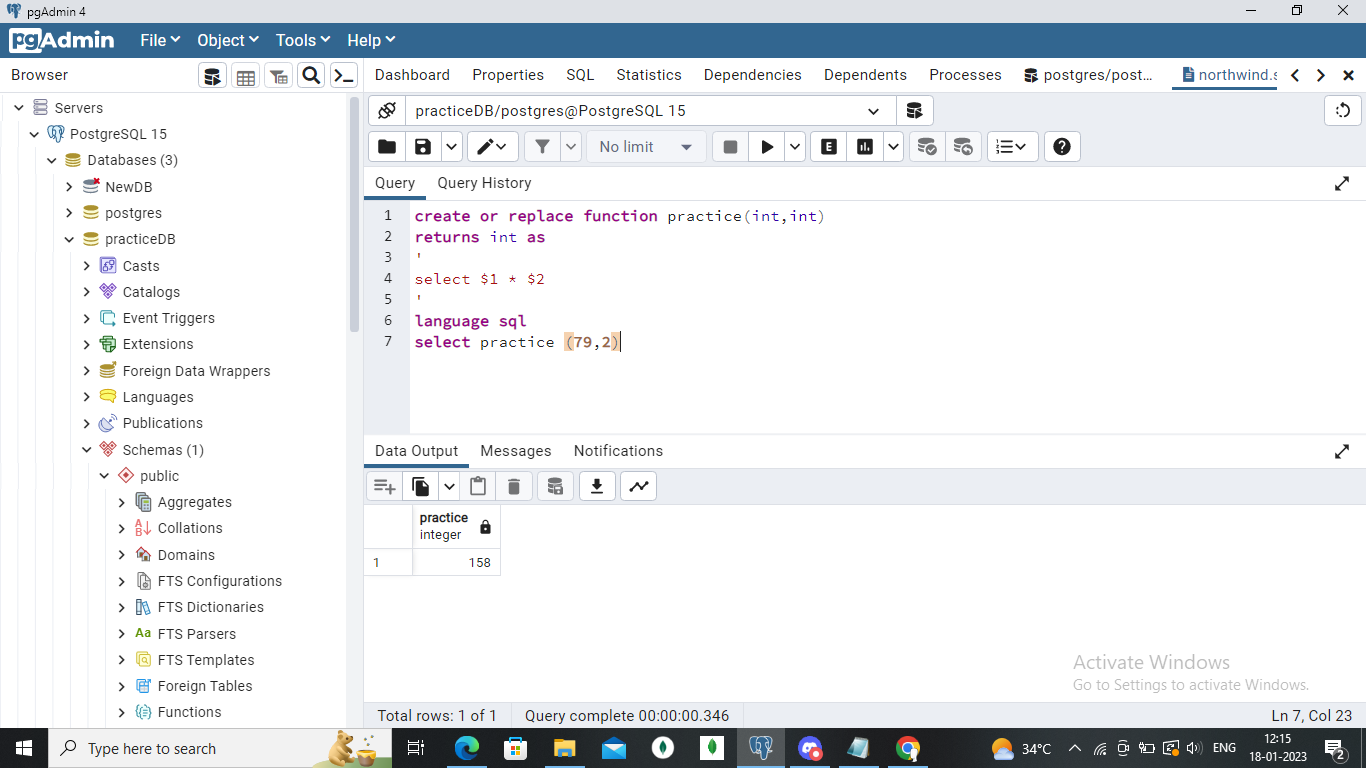 pgAdmin 4
pgAdmin File Object Tools Help
Browser
Dashboard Properties SQL Statistics Dependencies Dependents Processes postgres/post... northwind.s
Servers
PostgreSQL 15
Databases (3)
NewDB
postgres
practiceDB
Casts
Catalogs
Event Triggers
Extensions
Foreign Data Wrappers
Languages
Publications
Schemas (1)
public
Aggregates
Collations
Domains
FTS Configurations
FTS Dictionaries
Aa FTS Parsers
FTS Templates
Foreign Tables
Functions
practiceDB/postgres@PostgreSQL 15
No limit E
Query Query History
1 create or replace function practice(int,int)
2 returns int as
3 '
4 select $1 * $2
5 '
6 language sql
7 select practice (79,2)
Data Output Messages Notifications
practice
integer
1 158
Activate Windows
Go to Settings to activate Windows.
Total rows: 1 of 1 Query complete 00:00:00.346 Ln 7, Col 23
Type here to search
34°C ENG
12:15
18-01-2023
2